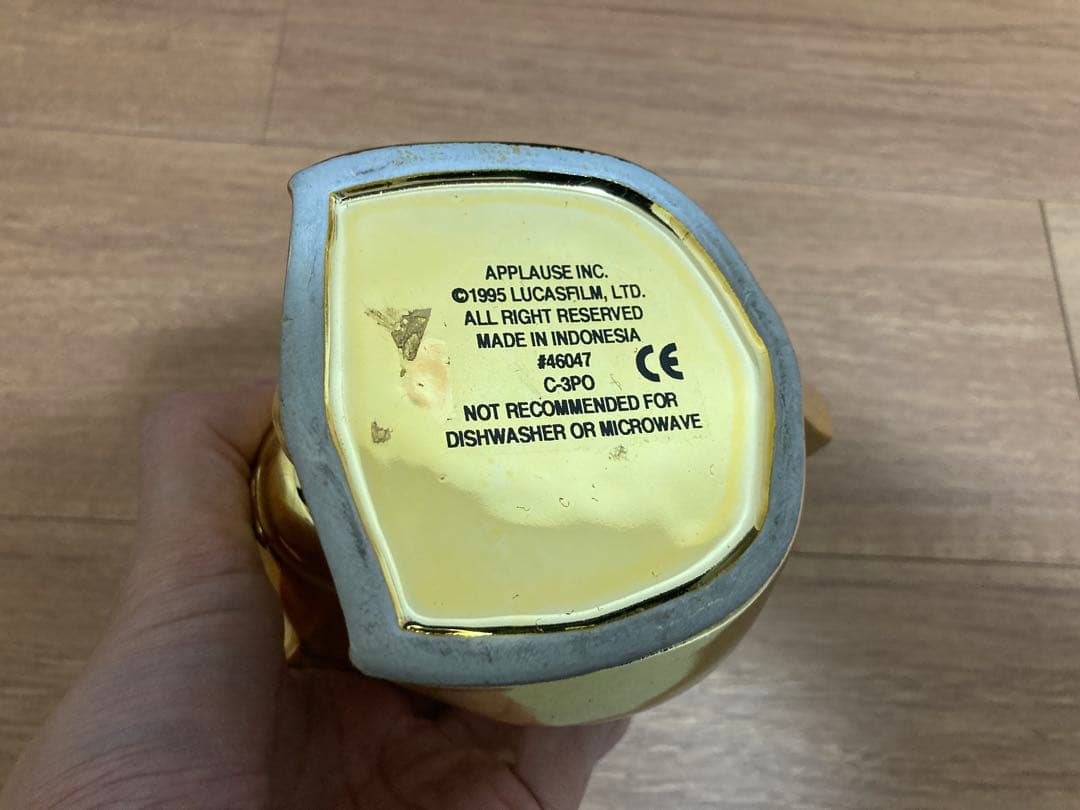 APPLAUSE INC.
©1995 LUCASFILM, LTD.
ALL RIGHT RESERVED
MADE IN INDONESIA
#46047
CE
C-3PO
NOT RECOMMENDED FOR
DISHWASHER OR MICROWAVE